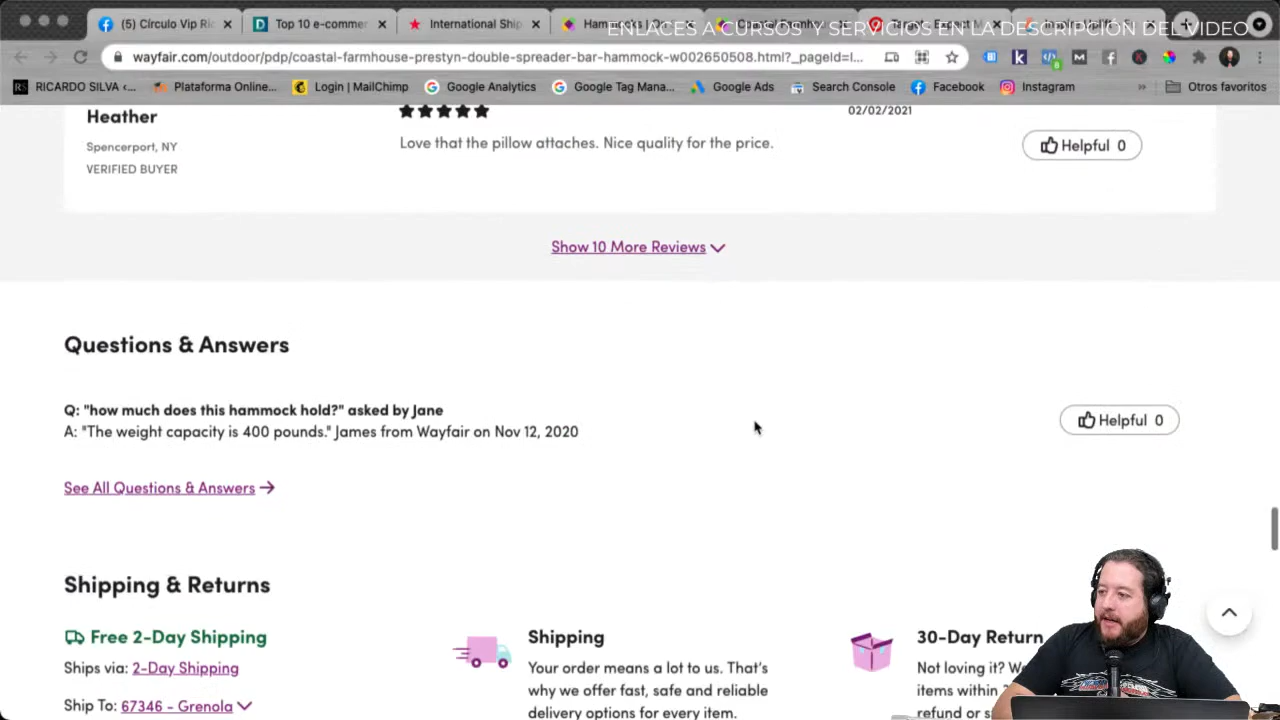 (5) Círculo Vip Ric
Top 10 e-commer
International Ship
ENLACES A CURSOS Y SERVICIOS EN LA DESCRIPCIÓN DEL VIDEO
wayfair.com/outdoor/pdp/coastal-farmhouse-prestyn-double-spreader-bar-hammock-w002650508.html?_pageId=I...
RICARDO SILVA <...
Plataforma Online...
Login | MailChimp
Google Analytics
Google Tag Mana...
Google Ads
Search Console
Facebook
Instagram
»
Otros favoritos
Heather
02/02/2021
Spencerport, NY
Love that the pillow attaches. Nice quality for the price.
Helpful 0
VERIFIED BUYER
Show 10 More Reviews
Questions & Answers
Q: "how much does this hammock hold?" asked by Jane
A: "The weight capacity is 400 pounds." James from Wayfair on Nov 12, 2020
Helpful 0
See All Questions & Answers
Shipping & Returns
Free 2-Day Shipping
Ships via: 2-Day Shipping
Ship To: 67346 - Grenola
Shipping
Your order means a lot to us. That's
why we offer fast, safe and reliable
delivery options for every item.
30-Day Return
Not loving it?
items within
refund or